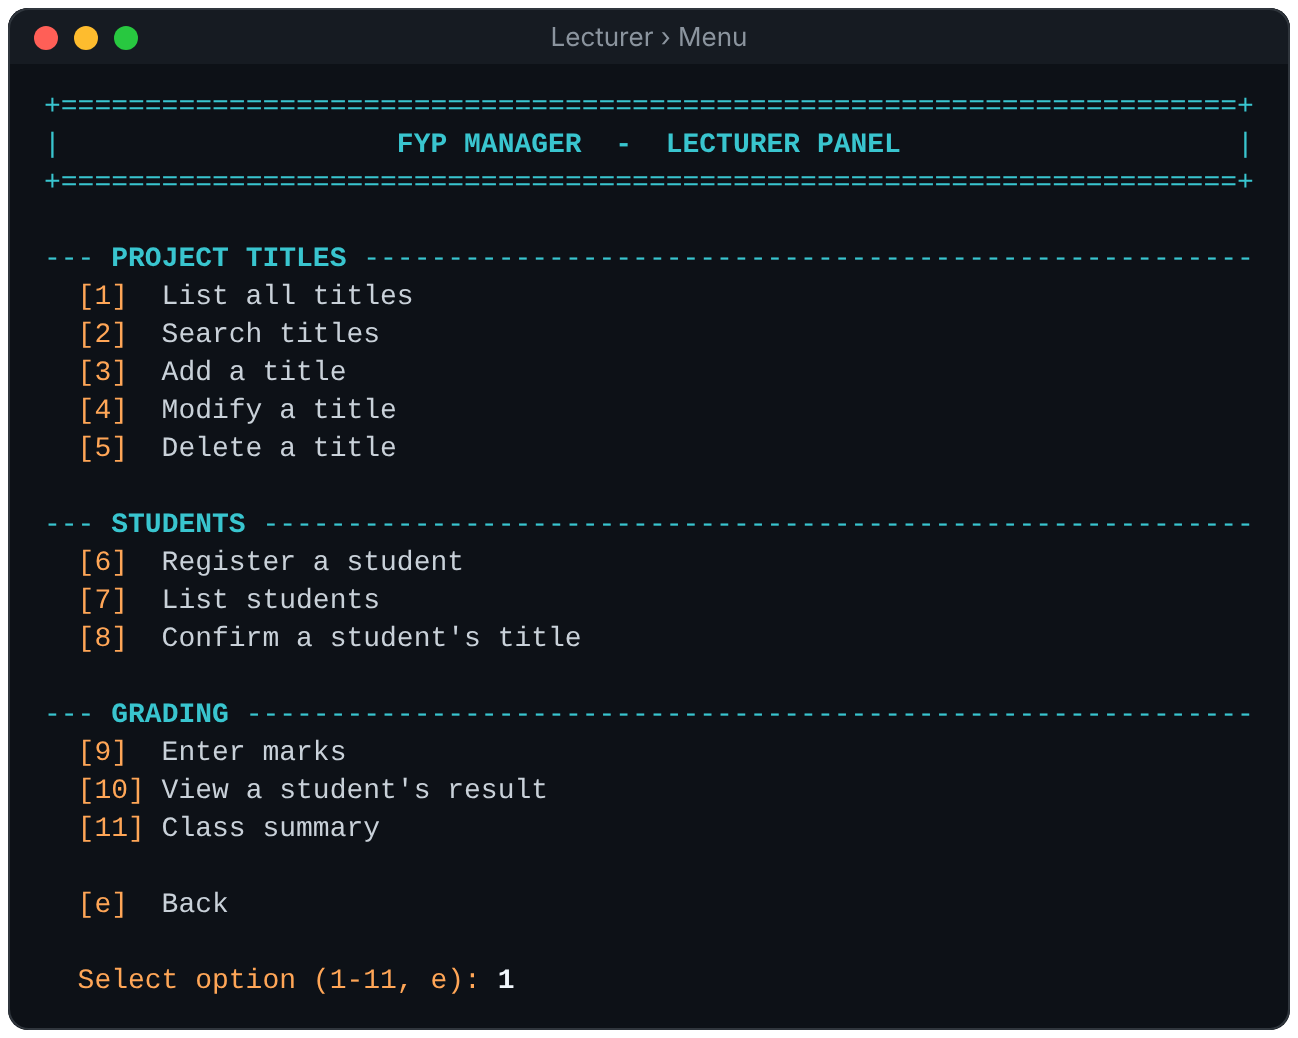 Lecturer › Menu
+======================================================================+
|                    FYP MANAGER  -  LECTURER PANEL                    |
+======================================================================+
--- PROJECT TITLES -----------------------------------------------------
[1]  List all titles
[2]  Search titles
[3]  Add a title
[4]  Modify a title
[5]  Delete a title
--- STUDENTS -----------------------------------------------------------
[6]  Register a student
[7]  List students
[8]  Confirm a student's title
--- GRADING ------------------------------------------------------------
[9]  Enter marks
[10] View a student's result
[11] Class summary
[e]  Back
Select option (1-11, e): 1